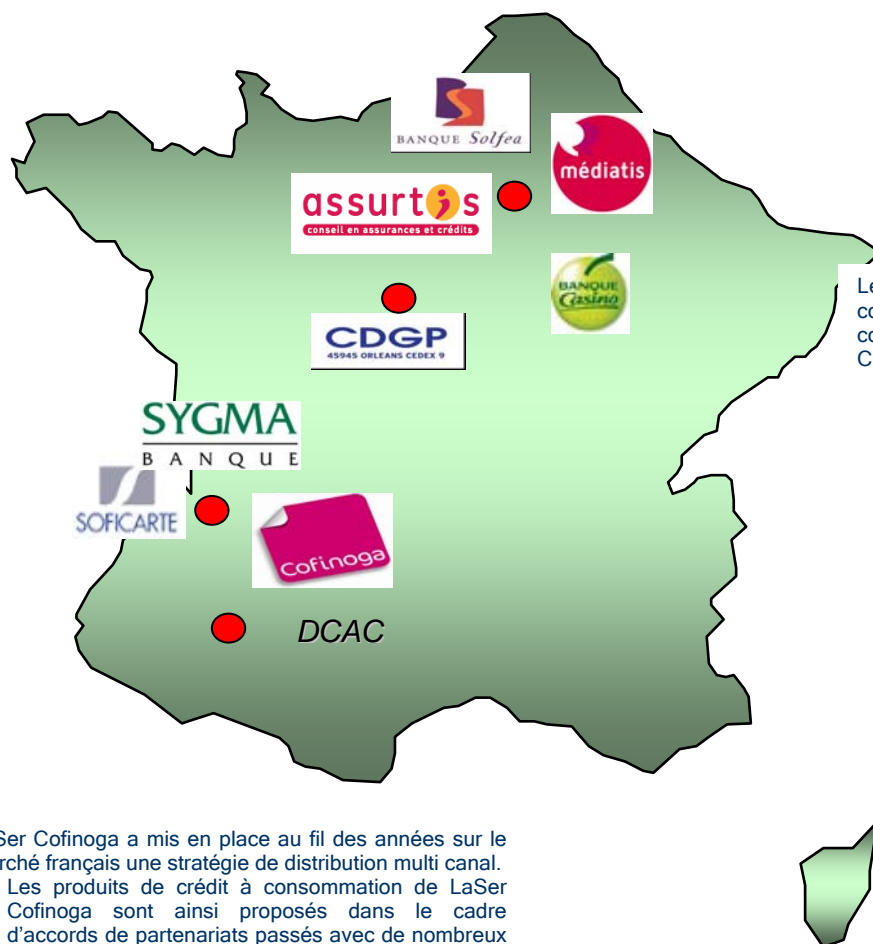 BANQUE Solfea
médiatis
assurtis
conseil en assurances et crédits
BANQUE
Casino
CDGP
45945 ORLEANS CEDEX 9
SYGMA
BANQUE
SOFICARTE
Cofinoga
DCAC
Le
co
co
C
Ser Cofinoga a mis en place au fil des années sur le
rché français une stratégie de distribution multi canal.
Les produits de crédit à consommation de LaSer
Cofinoga sont ainsi proposés dans le cadre
d'accords de partenariats passés avec de nombreux